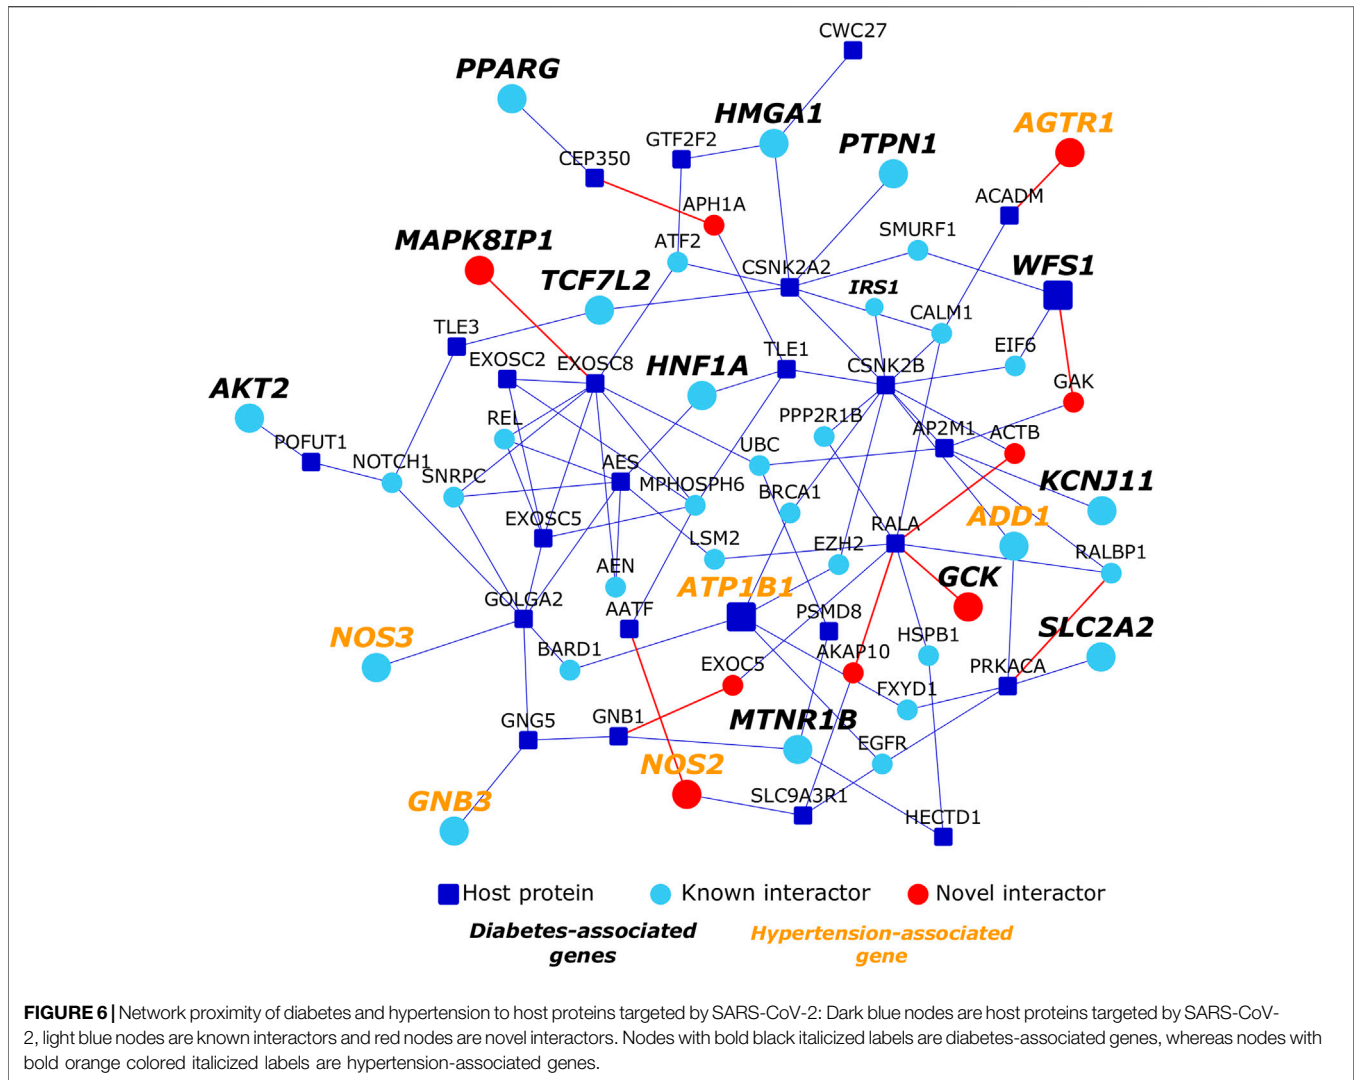 CWC27
PPARG
HMGA1
AGTR1
GTF2F2
PTPN1
CEP350
ACADM
APH1A
MAPK8IP1
ATF2
SMURF1
TCF7L2
CSNK2A2
WFS1
IRS1
CALM1
TLE3
EIF6
EXOSC2
EXOSC8
HNF1A
TLE1
CSNK2B
GAK
AKT2
REL
PPP2R1B
AP2M1
ACTB
POFUT1
NOTCH1
UBC
SNRPC
AES
MPHOSPH6
BRCA1
KCNJ11
EXOSC5
RALA
ADD1
LSM2
EZH2
RALBP1
AEN
GCK
ATP1B1
GOLGA2
AATF
PSMD8
SLC2A2
NOS3
BARD1
HSPB1
EXOC5
AKAP10
PRKACA
FXYD1
GNG5
GNB1
MTNR1B
EGFR
NOS2
GNB3
SLC9A3R1
HECTD1
Host protein
Known interactor
Novel interactor
Diabetes-associated
genes
Hypertension-associated
gene
FIGURE 6 | Network proximity of diabetes and hypertension to host proteins targeted by SARS-CoV-2: Dark blue nodes are host proteins targeted by SARS-CoV-
2, light blue nodes are known interactors and red nodes are novel interactors. Nodes with bold black italicized labels are diabetes-associated genes, whereas nodes with
bold orange colored italicized labels are hypertension-associated genes.